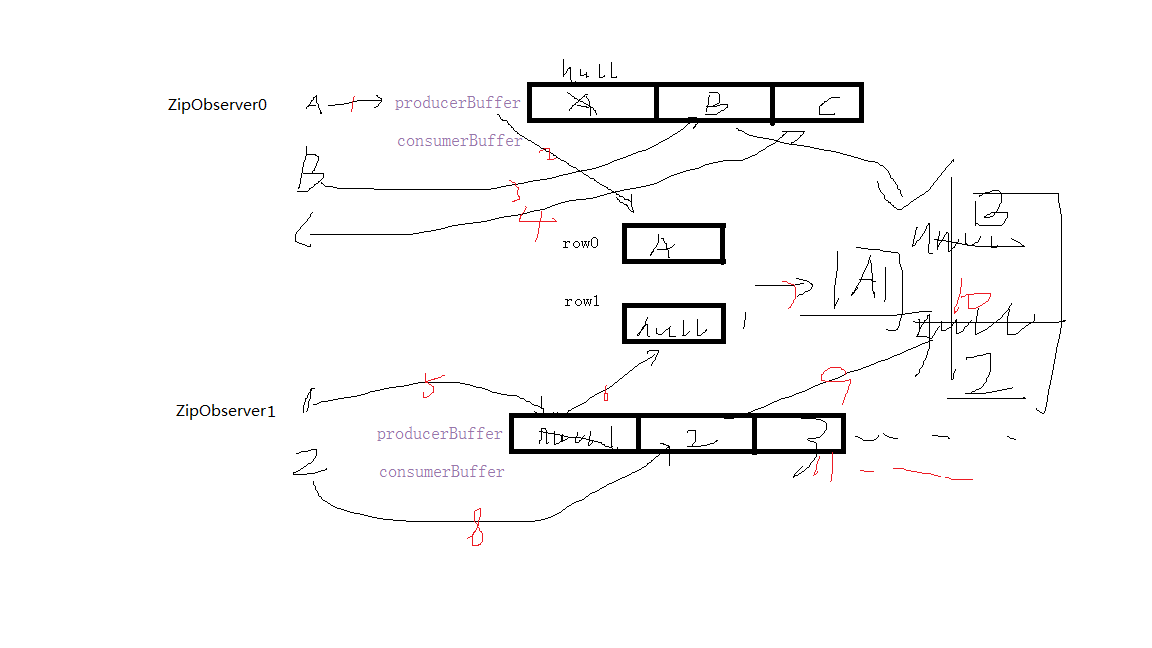 null
ZipObserver0 A 1 producerBuffer A B C
consumerBuffer
2
B
3
4
C
B
null
row0 A
A1
7
10
row1
null
null
2
9
6
5
1
ZipObserver1
producerBuffer null 2 3
2
consumerBuffer
11
8